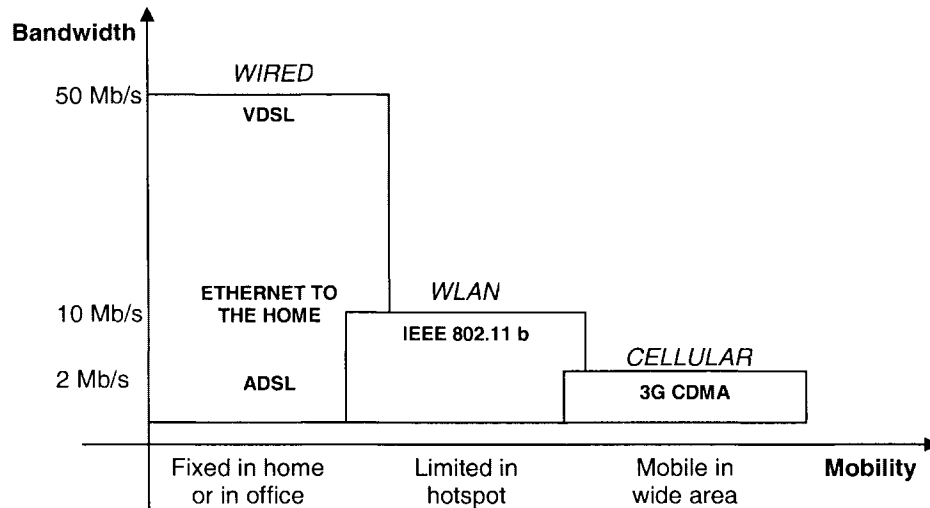 Bandwidth
WIRED
50 Mb/s
VDSL
ETHERNET TO
THE HOME
WLAN
10 Mb/s
IEEE 802.11 b
CELLULAR
2 Mb/s
ADSL
3G CDMA
Fixed in home
or in office
Limited in
hotspot
Mobile in
wide area
Mobility